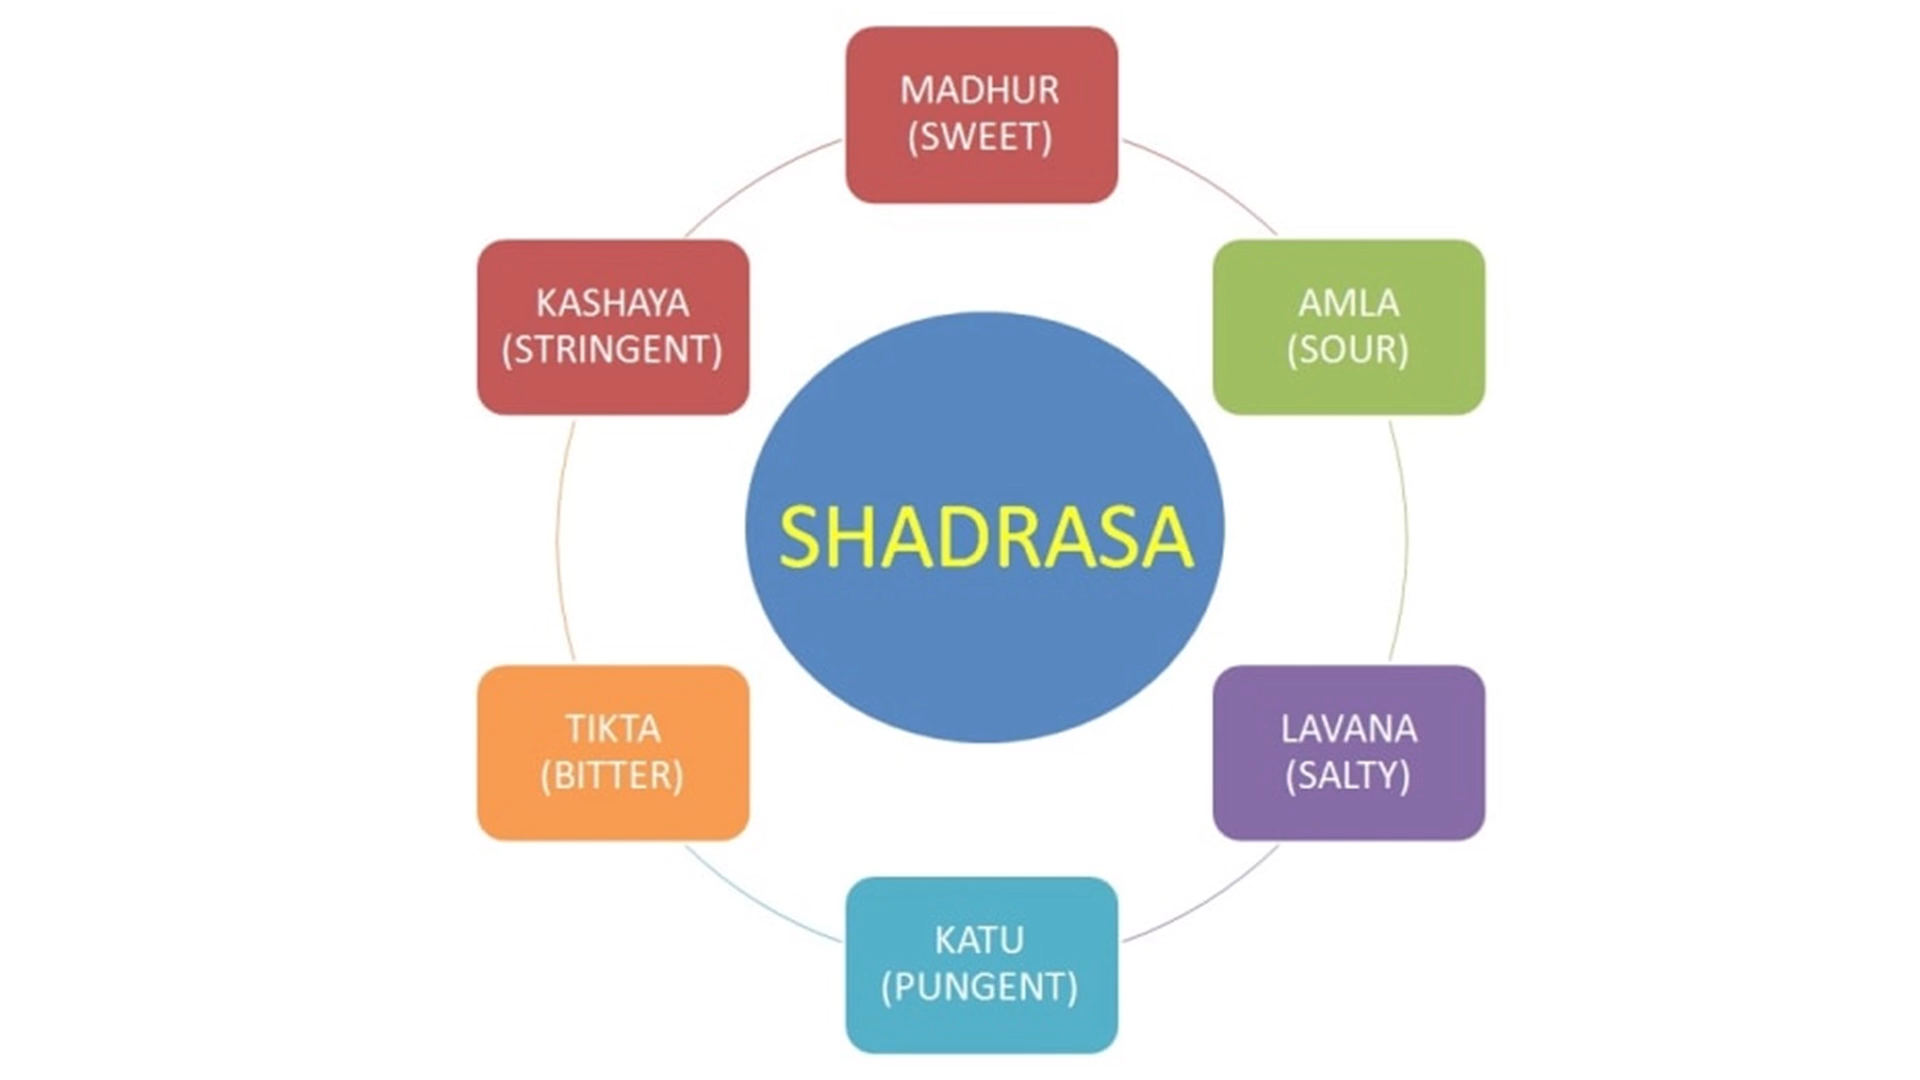 MADHUR
(SWEET)
KASHAYA
(STRINGENT)
AMLA
(SOUR)
SHADRASA
TIKTA
(BITTER)
LAVANA
(SALTY)
KATU
(PUNGENT)